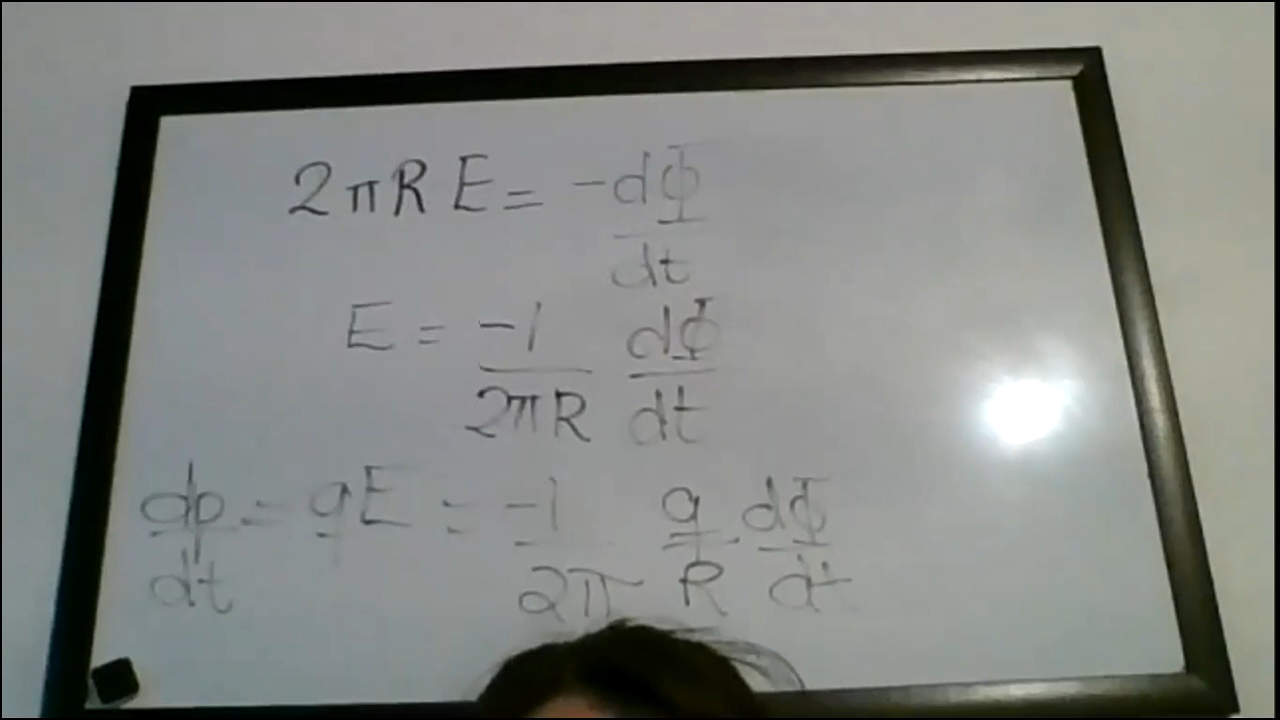 2πR E = -dΦ/dt
E = -1/2πR dΦ/dt
dp/dt = qE = -1/2π q/R dΦ/dt